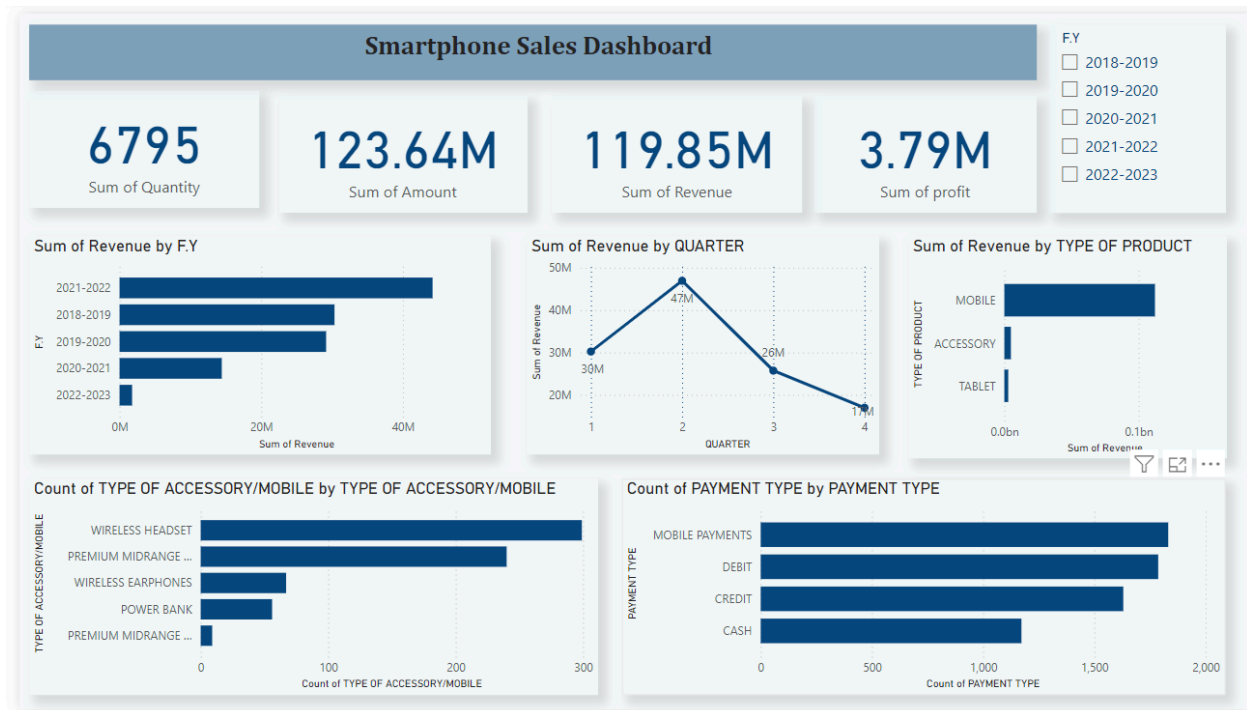 Smartphone Sales Dashboard
F.Y
2018-2019
2019-2020
2020-2021
2021-2022
2022-2023
6795
Sum of Quantity
123.64M
Sum of Amount
119.85M
Sum of Revenue
3.79M
Sum of profit
Sum of Revenue by F.Y
F.Y
2021-2022
2018-2019
2019-2020
2020-2021
2022-2023
0M 20M 40M
Sum of Revenue
Sum of Revenue by QUARTER
Sum of Revenue
50M
40M
30M
20M
30M
47M
26M
17M
1 2 3 4
QUARTER
Sum of Revenue by TYPE OF PRODUCT
TYPE OF PRODUCT
MOBILE
ACCESSORY
TABLET
0.0bn 0.1bn
Sum of Revenue
Count of TYPE OF ACCESSORY/MOBILE by TYPE OF ACCESSORY/MOBILE
TYPE OF ACCESSORY/MOBILE
WIRELESS HEADSET
PREMIUM MIDRANGE ...
WIRELESS EARPHONES
POWER BANK
PREMIUM MIDRANGE ...
0 100 200 300
Count of TYPE OF ACCESSORY/MOBILE
Count of PAYMENT TYPE by PAYMENT TYPE
PAYMENT TYPE
MOBILE PAYMENTS
DEBIT
CREDIT
CASH
0 500 1,000 1,500 2,000
Count of PAYMENT TYPE